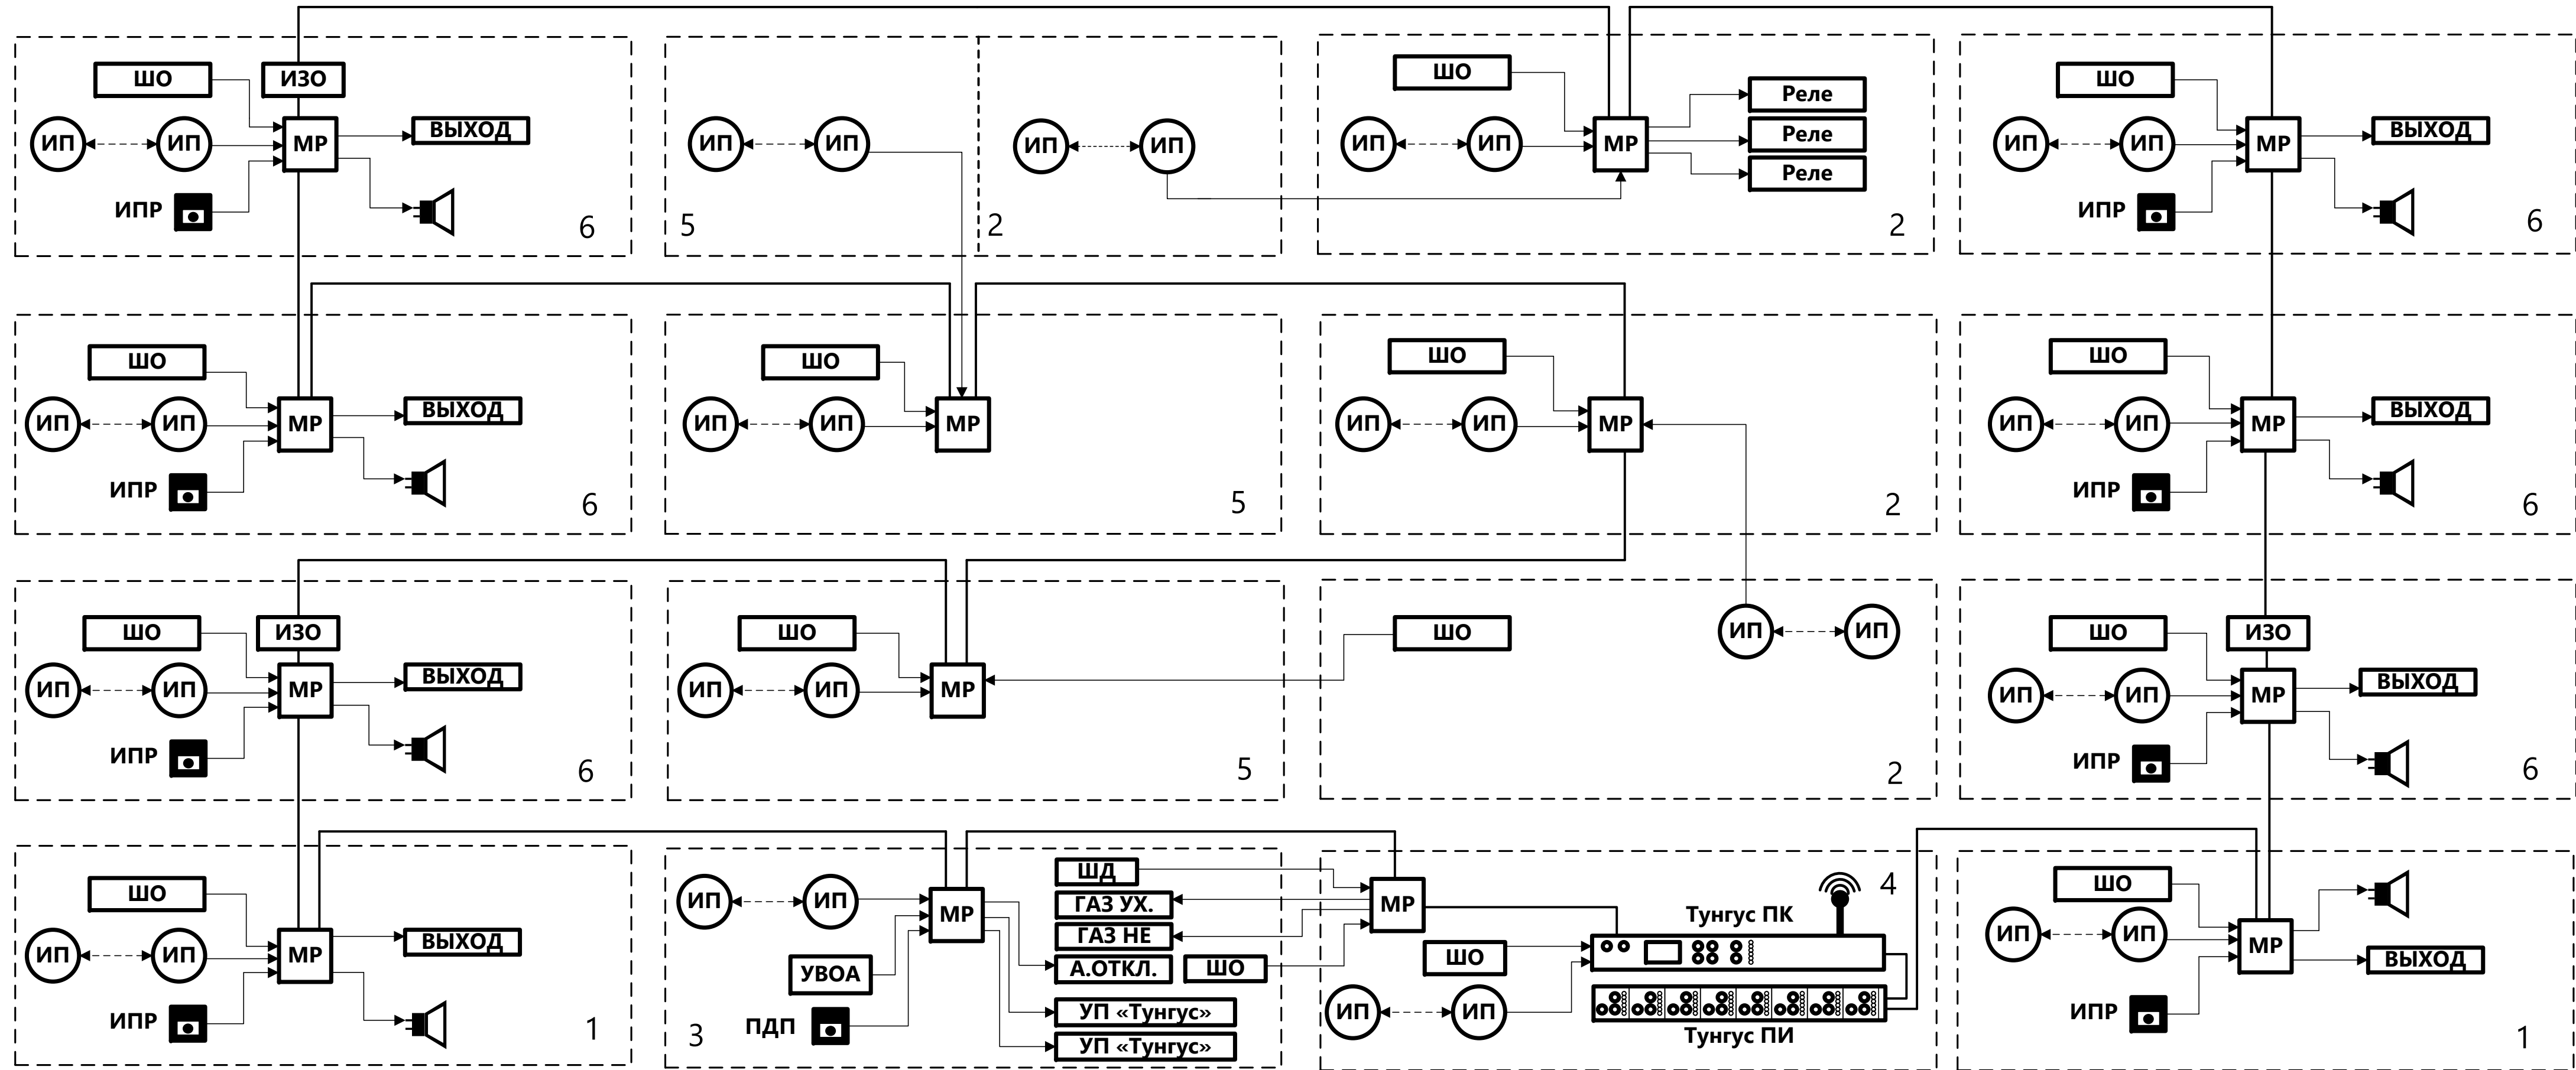 ШО
ИЗО
ИП
ИП
МР
ВЫХОД
ИПР
6
ИП
ИП
5
ИП
ИП
2
ШО
ИП
ИП
МР
Реле
Реле
Реле
2
ШО
ИП
ИП
МР
ВЫХОД
ИПР
6
ШО
ИП
ИП
МР
ВЫХОД
ИПР
6
ШО
ИП
ИП
МР
5
ШО
ИП
ИП
МР
2
ШО
ИП
ИП
МР
ВЫХОД
ИПР
6
ШО
ИЗО
ИП
ИП
МР
ВЫХОД
ИПР
6
ШО
ИП
ИП
МР
5
ШО
ИП
ИП
2
ШО
ИЗО
ИП
ИП
МР
ВЫХОД
ИПР
6
ШО
ИП
ИП
МР
ВЫХОД
ИПР
1
ИП
ИП
МР
УВОА
ПДП
3
ШД
ГАЗ УХ.
ГАЗ НЕ
А.ОТКЛ.
ШО
УП «Тунгус»
УП «Тунгус»
МР
4
Тунгус ПК
ШО
ИП
ИП
Тунгус ПИ
ШО
ИП
ИП
МР
ВЫХОД
ИПР
1